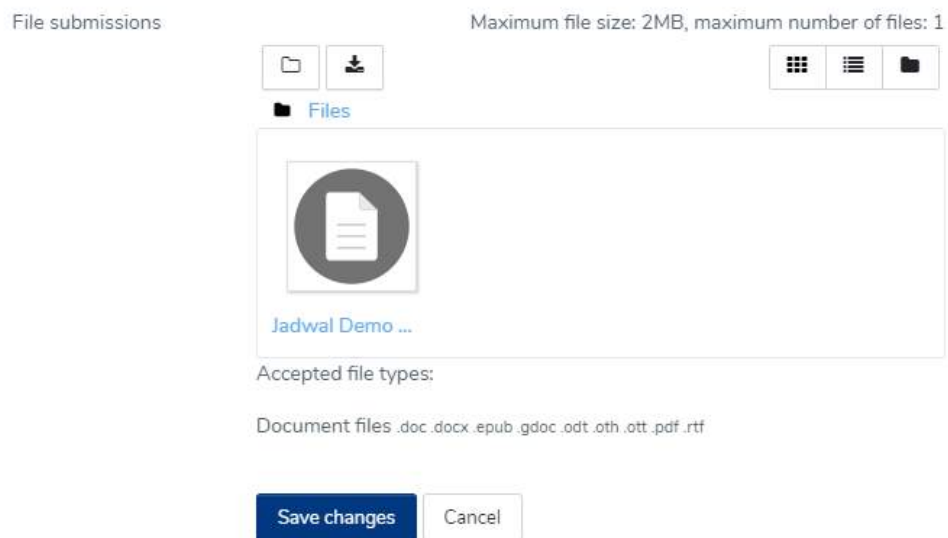 File submissions
Maximum file size: 2MB, maximum number of files: 1
Files
Jadwal Demo ...
Accepted file types:
Document files .doc .docx .epub .gdoc .odt .oth .ott .pdf .rtf
Save changes
Cancel